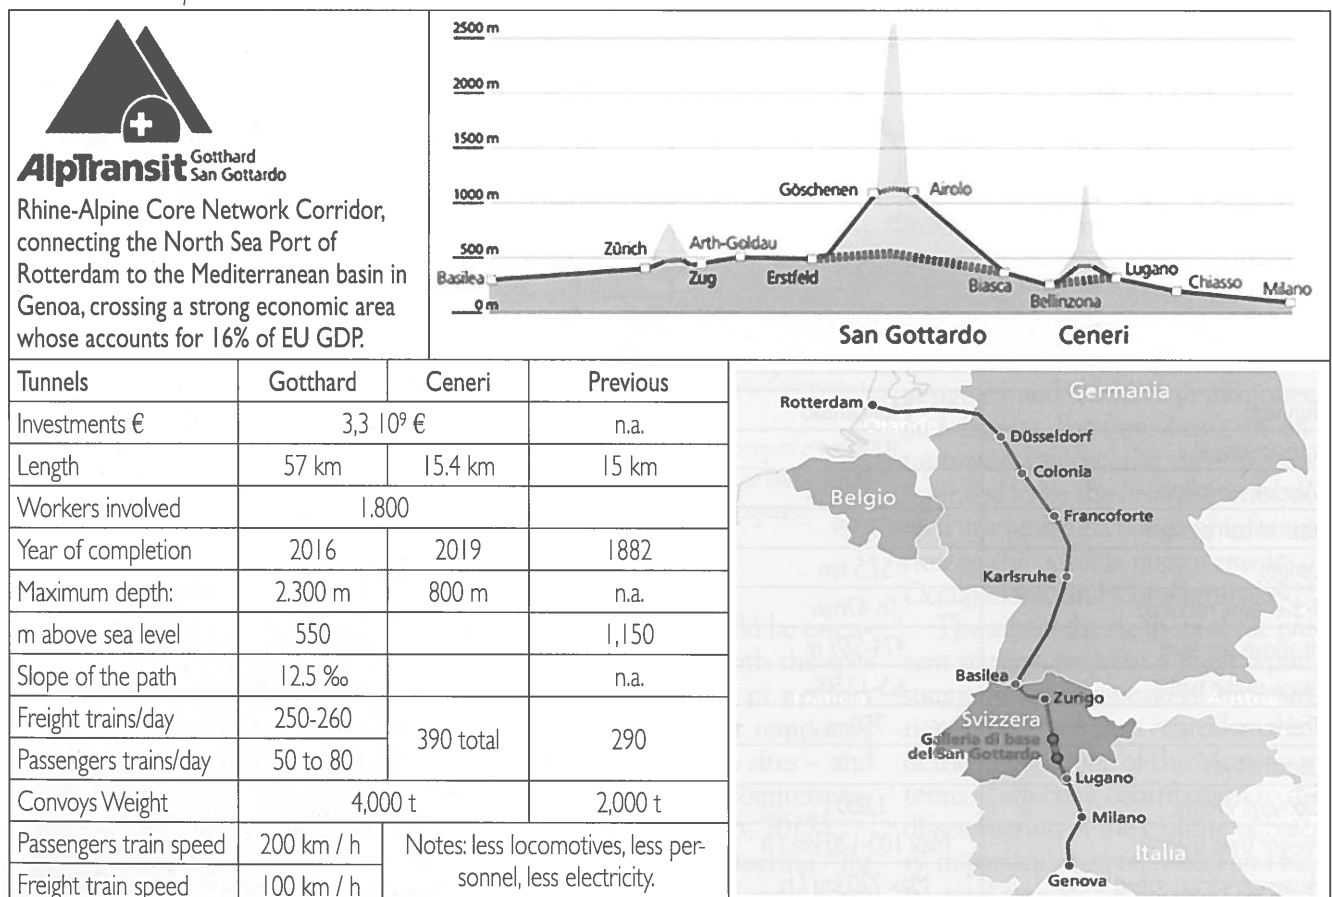 AlpTransit Gotthard
San Gottardo
Rhine-Alpine Core Network Corridor,
connecting the North Sea Port of
Rotterdam to the Mediterranean basin in
Genoa, crossing a strong economic area
whose accounts for 16% of EU GDP.
2500 m
2000 m
1500 m
1000 m
500 m
0 m
Basilea
Zürich
Zug
Arth-Goldau
Erstfeld
Göschenen
Airolo
Biasca
Bellinzona
Lugano
Chiasso
Milano
San Gottardo
Ceneri
Tunnels Gotthard Ceneri Previous
Investments € 3,3 10⁹ € n.a.
Length 57 km 15.4 km 15 km
Workers involved 1.800
Year of completion 2016 2019 1882
Maximum depth: 2.300 m 800 m n.a.
m above sea level 550 1,150
Slope of the path 12.5 ‰ n.a.
Freight trains/day 250-260
390 total 290
Passengers trains/day 50 to 80
Convoys Weight 4,000 t 2,000 t
Passengers train speed 200 km / h
Freight train speed 100 km / h
Notes: less locomotives, less per-
sonnel, less electricity.
Germania
Rotterdam
Olanda
Düsseldorf
Colonia
Belgio
Francoforte
Karlsruhe
Basilea
Zurigo
Austria
Svizzera
Galleria di base
del San Gottardo
Lugano
Milano
Italia
Genova